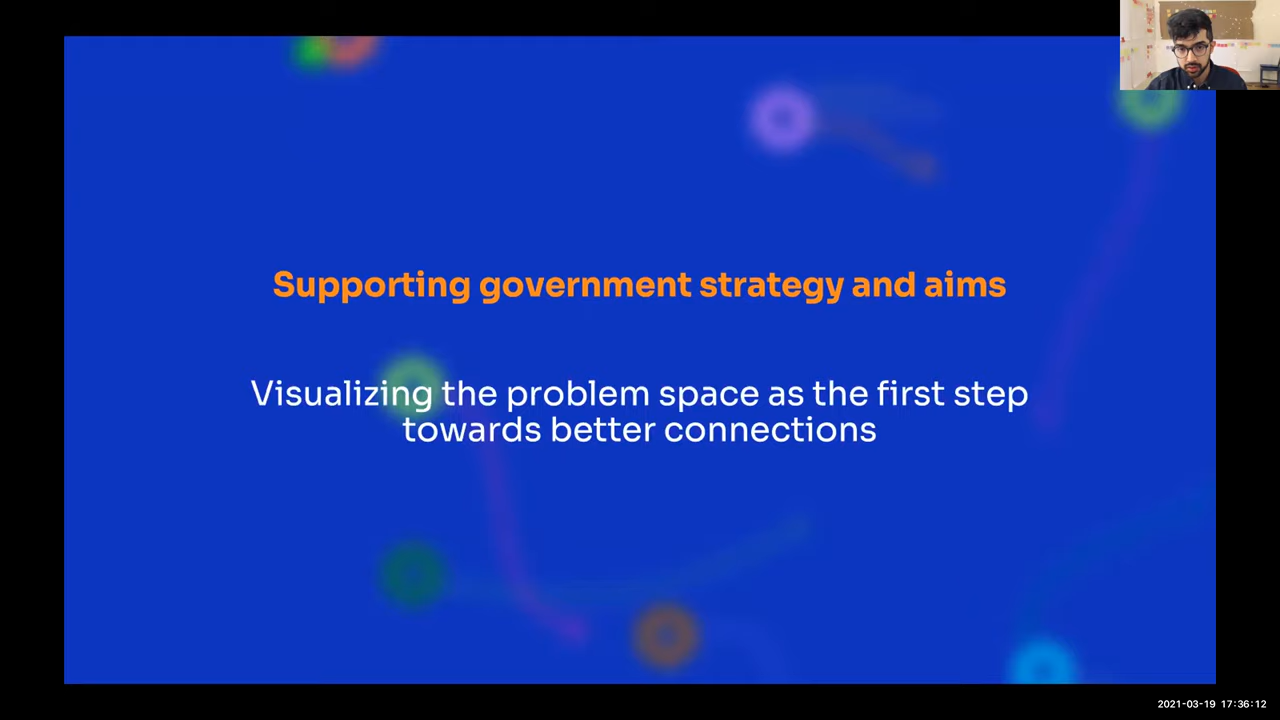 Supporting government strategy and aims
Visualizing the problem space as the first step
towards better connections
2021-03-19 17:36:12